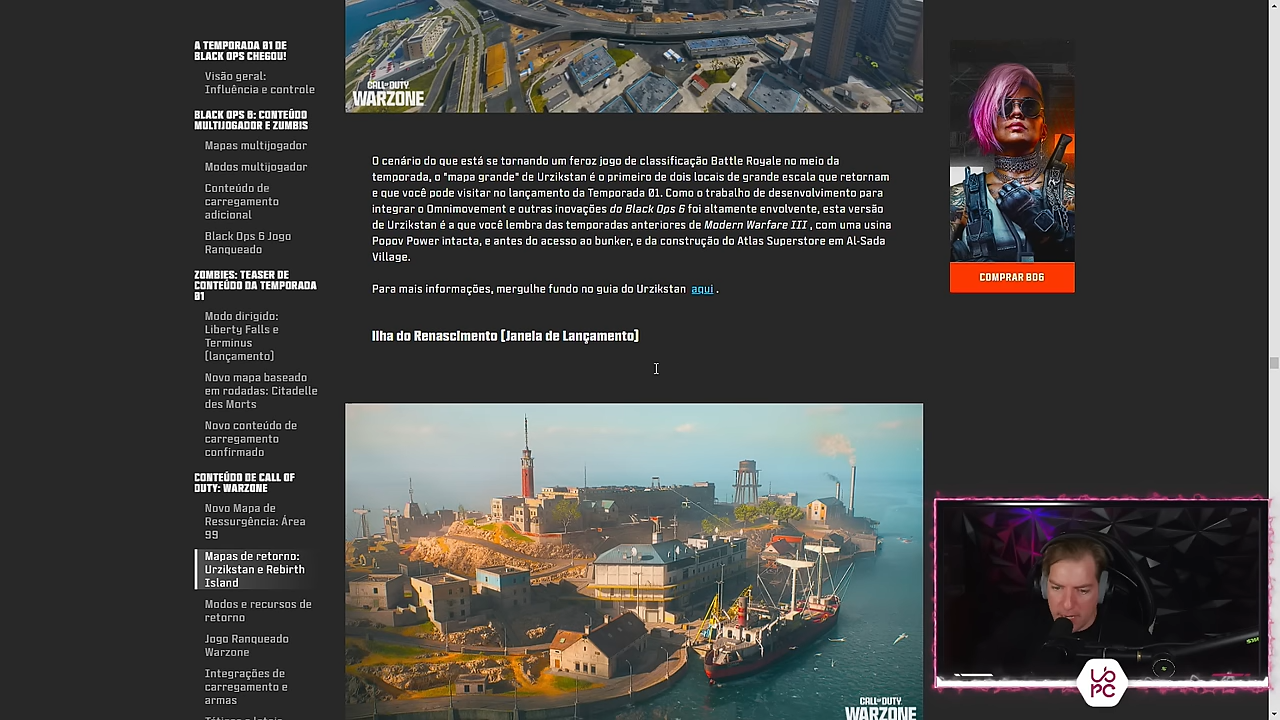 A TEMPORADA 01 DE
BLACK OPS CHEGOU!
Visão geral:
Influência e controle
BLACK OPS 6: CONTEÚDO
MULTIJOGADOR E ZUMBIS
Mapas multijogador
Modos multijogador
Conteúdo de
carregamento
adicional
Black Ops 6 Jogo
Ranqueado
ZOMBIES: TEASER DE
CONTEÚDO DA TEMPORADA
01
Modo dirigido:
Liberty Falls e
Terminus
(lançamento)
Novo mapa baseado
em rodadas: Citadelle
des Morts
Novo conteúdo de
carregamento
confirmado
CONTEÚDO DE CALL OF
DUTY: WARZONE
Novo Mapa de
Ressurgência: Área
99
Mapas de retorno:
Urzikstan e Rebirth
Island
Modos e recursos de
retorno
Jogo Ranqueado
Warzone
Integrações de
carregamento e
armas
CALL OF DUTY
WARZONE
O cenário do que está se tornando um feroz jogo de classificação Battle Royale no meio da
temporada, o "mapa grande" de Urzikstan é o primeiro de dois locais de grande escala que retornam
e que você pode visitar no lançamento da Temporada 01. Como o trabalho de desenvolvimento para
integrar o Omnimovement e outras inovações do Black Ops 6 foi altamente envolvente, esta versão
de Urzikstan é a que você lembra das temporadas anteriores de Modern Warfare III , com uma usina
Popov Power intacta, e antes do acesso ao bunker, e da construção do Atlas Superstore em Al-Sada
Village.
Para mais informações, mergulhe fundo no guia do Urzikstan aqui .
Ilha do Renascimento (Janela de Lançamento)
CALL OF DUTY
WARZONE
COMPRAR BO6
UO
PC